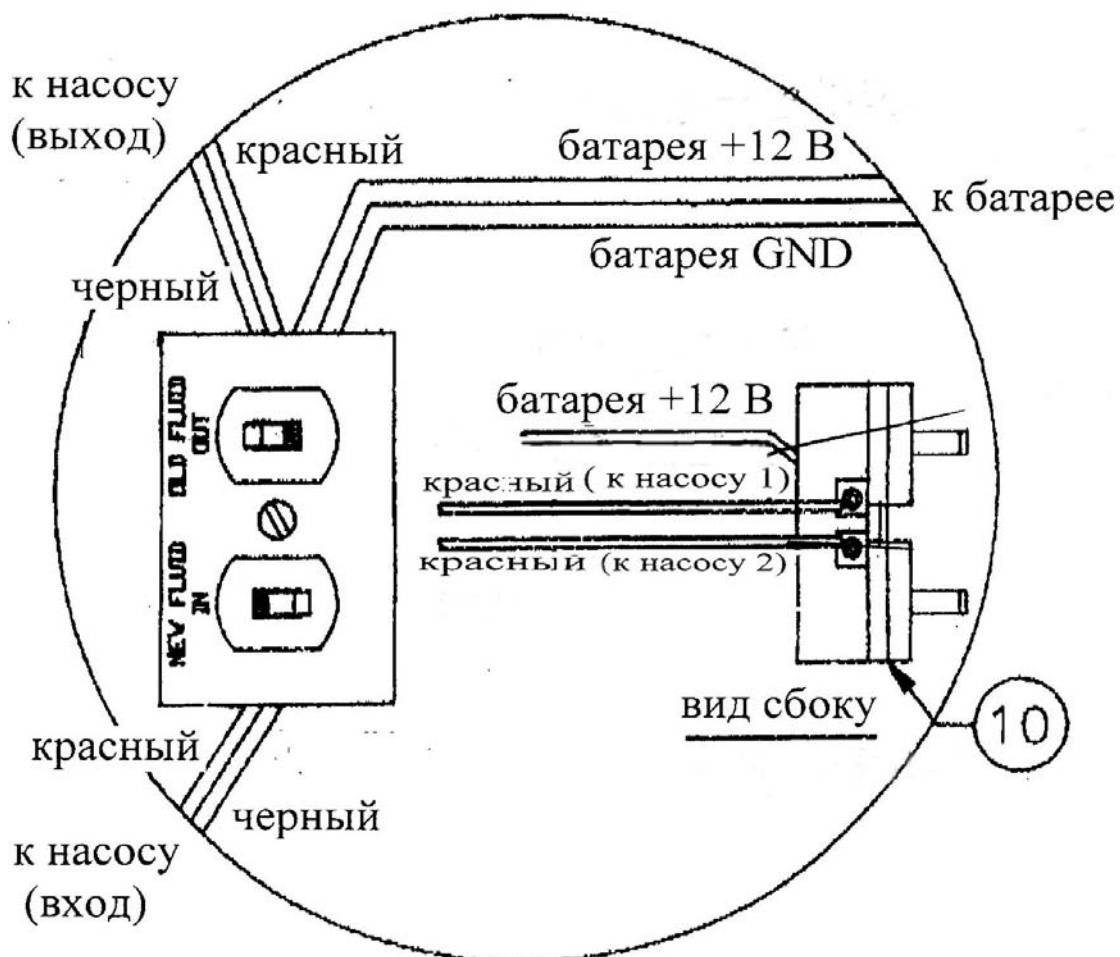 к насосу
(выход)
красный
батарея +12 В
к батарее
батарея GND
черный
OLD FLUID
OUT
NEW FLUID
IN
батарея +12 В
красный ( к насосу 1)
красный (к насосу 2)
вид сбоку
10
красный
черный
к насосу
(вход)